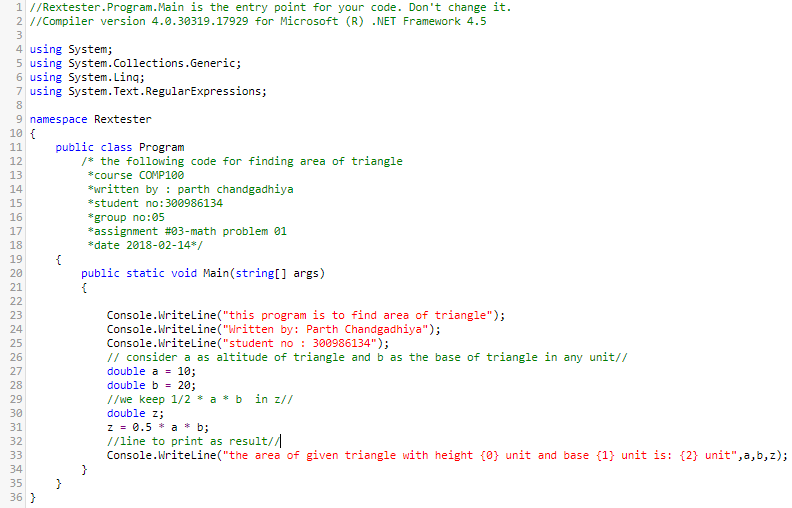 1 //Rextester.Program.Main is the entry point for your code. Don't change it.
2 //Compiler version 4.0.30319.17929 for Microsoft (R) .NET Framework 4.5
3
4 using System;
5 using System.Collections.Generic;
6 using System.Linq;
7 using System.Text.RegularExpressions;
8
9 namespace Rextester
10 {
11     public class Program
12         /* the following code for finding area of triangle
13          *course COMP100
14          *written by : parth chandgadhiya
15          *student no:300986134
16          *group no:05
17          *assignment #03-math problem 01
18          *date 2018-02-14*/
19     {
20         public static void Main(string[] args)
21         {
22
23             Console.WriteLine("this program is to find area of triangle");
24             Console.WriteLine("Written by: Parth Chandgadhiya");
25             Console.WriteLine("student no : 300986134");
26             // consider a as altitude of triangle and b as the base of triangle in any unit//
27             double a = 10;
28             double b = 20;
29             //we keep 1/2 * a * b  in z//
30             double z;
31             z = 0.5 * a * b;
32             //line to print as result//
33             Console.WriteLine("the area of given triangle with height {0} unit and base {1} unit is: {2} unit",a,b,z);
34         }
35     }
36 }